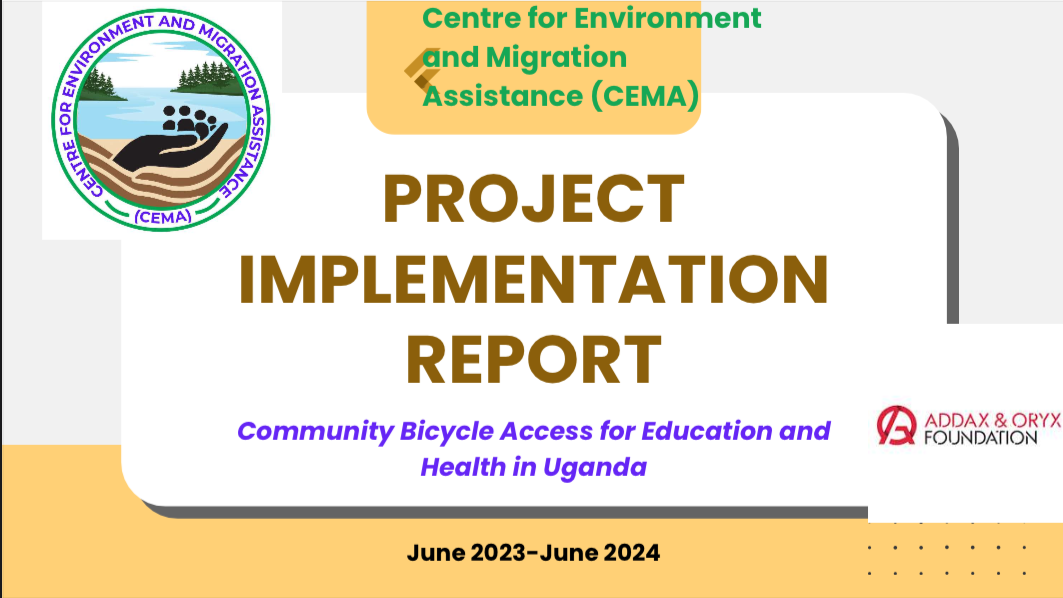 CENTRE FOR ENVIRONMENT AND MIGRATION ASSISTANCE
(CEMA)
Centre for Environment
and Migration
Assistance (CEMA)
PROJECT
IMPLEMENTATION
REPORT
Community Bicycle Access for Education and
Health in Uganda
ADDAX & ORYX
FOUNDATION
June 2023-June 2024